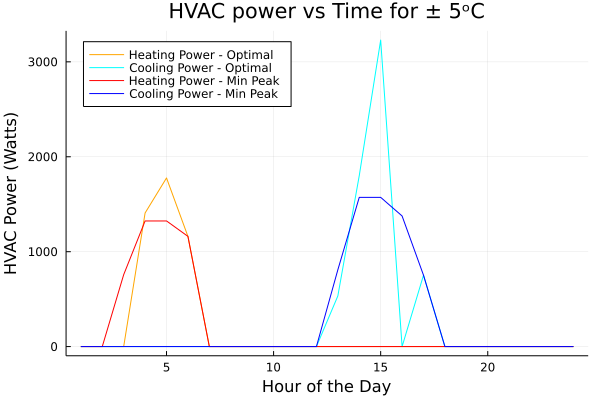 HVAC power vs Time for ± 5ᵒC
Heating Power - Optimal
Cooling Power - Optimal
Heating Power - Min Peak
Cooling Power - Min Peak
HVAC Power (Watts)
3000
2000
1000
0
5
10
15
20
Hour of the Day